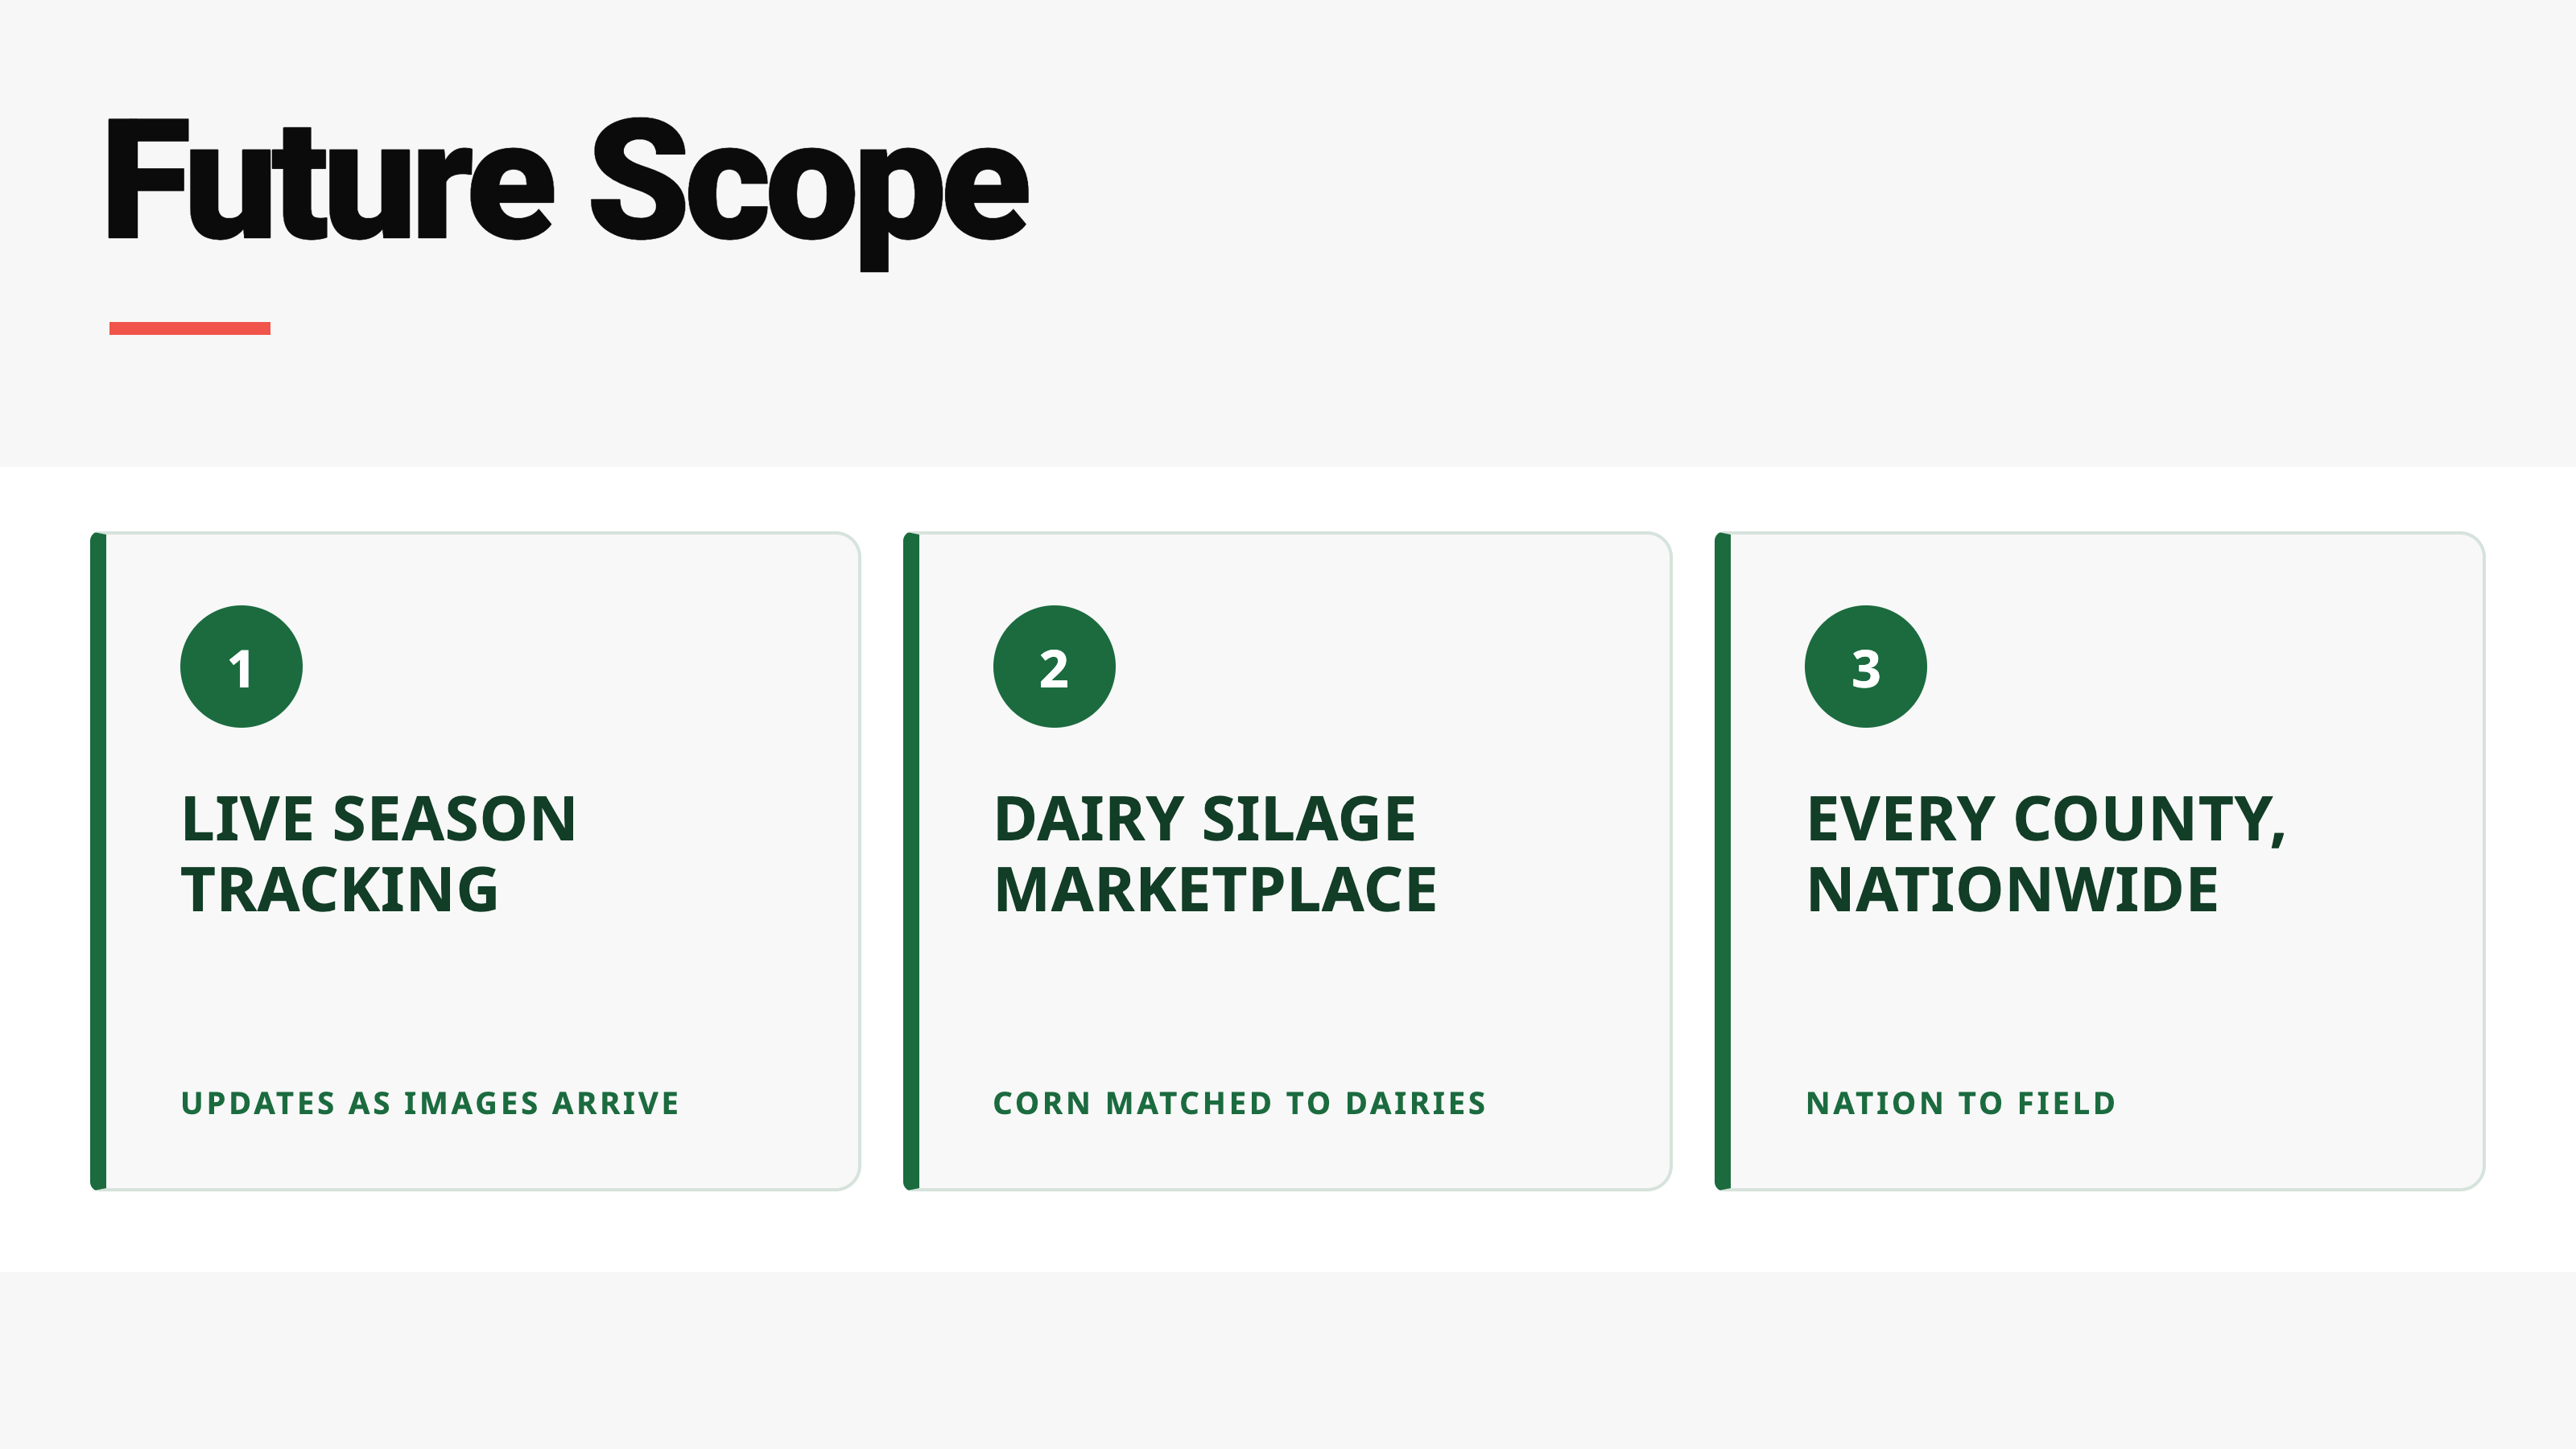 Future Scope
1
LIVE SEASON
TRACKING
UPDATES AS IMAGES ARRIVE
2
DAIRY SILAGE
MARKETPLACE
CORN MATCHED TO DAIRIES
3
EVERY COUNTY,
NATIONWIDE
NATION TO FIELD